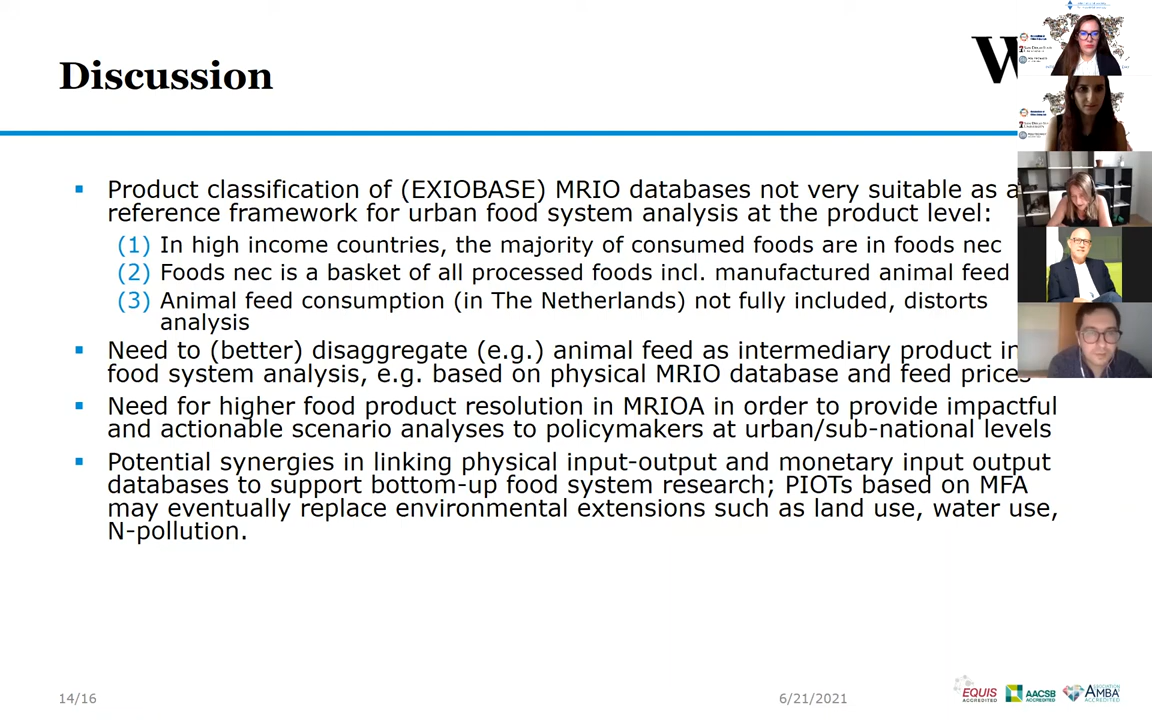 Discussion
W
Product classification of (EXIOBASE) MRIO databases not very suitable as a
reference framework for urban food system analysis at the product level:
(1) In high income countries, the majority of consumed foods are in foods nec
(2) Foods nec is a basket of all processed foods incl. manufactured animal feed
(3) Animal feed consumption (in The Netherlands) not fully included, distorts
analysis
Need to (better) disaggregate (e.g.) animal feed as intermediary product in
food system analysis, e.g. based on physical MRIO database and feed prices
Need for higher food product resolution in MRIOA in order to provide impactful
and actionable scenario analyses to policymakers at urban/sub-national levels
Potential synergies in linking physical input-output and monetary input output
databases to support bottom-up food system research; PIOTs based on MFA
may eventually replace environmental extensions such as land use, water use,
N-pollution.
14/16
6/21/2021
EQUIS
ACCREDITED
AACSB
ACCREDITED
ASSOCIATION
AMBA
ACCREDITED